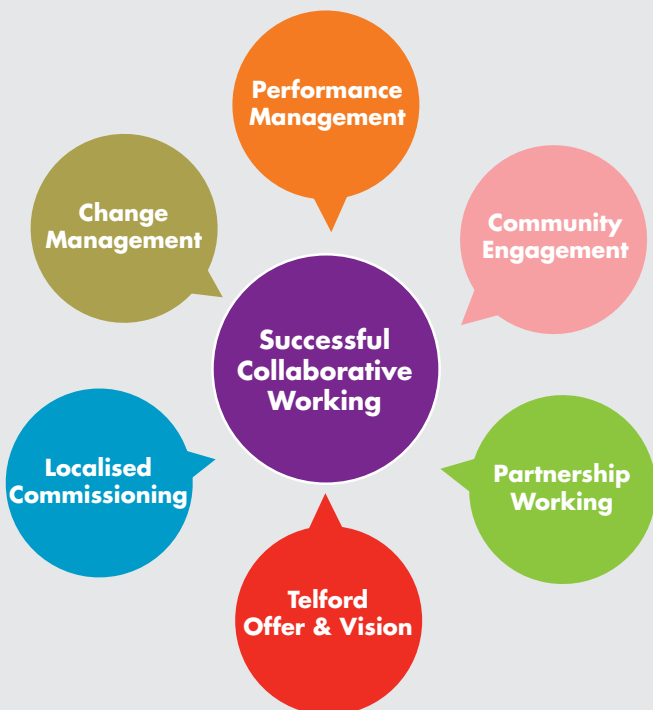 Performance
Management
Change
Management
Community
Engagement
Successful
Collaborative
Working
Localised
Commissioning
Partnership
Working
Telford
Offer & Vision